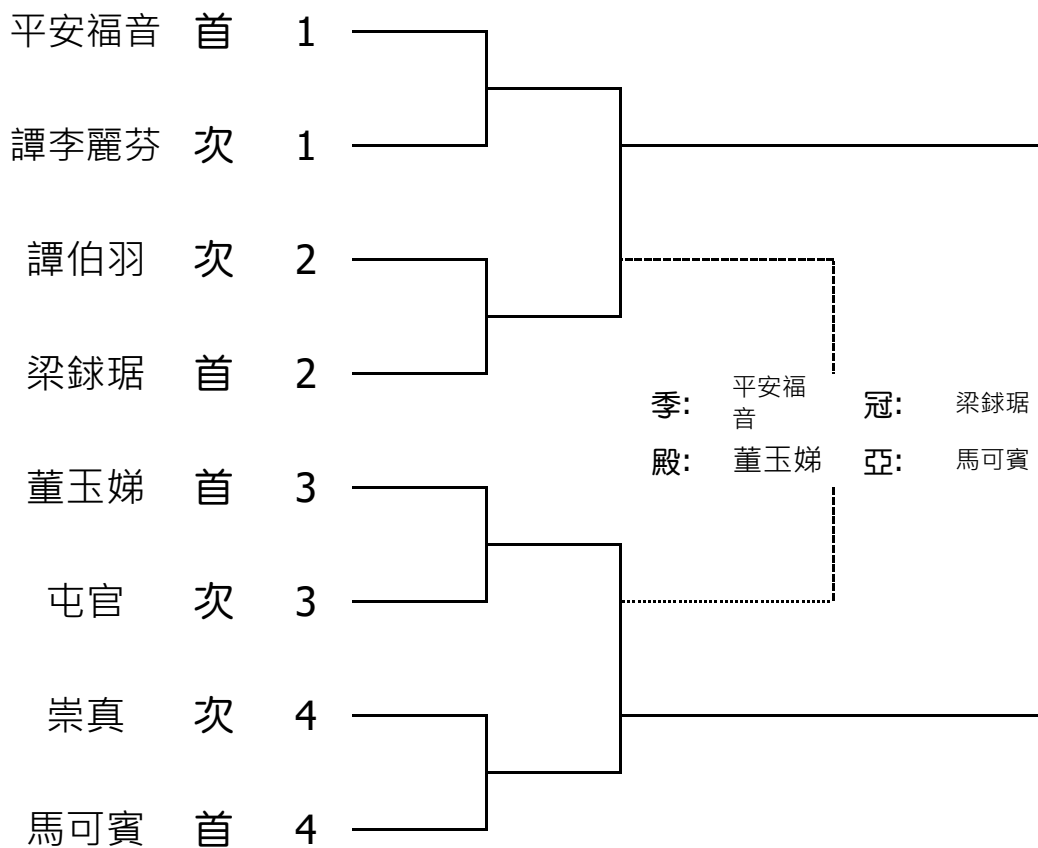 平安福音 首 1
譚李麗芬 次 1
譚伯羽 次 2
梁銶琚 首 2
季: 平安福音 冠: 梁銶琚
殿: 董玉娣 亞: 馬可賓
董玉娣 首 3
屯官 次 3
崇真 次 4
馬可賓 首 4